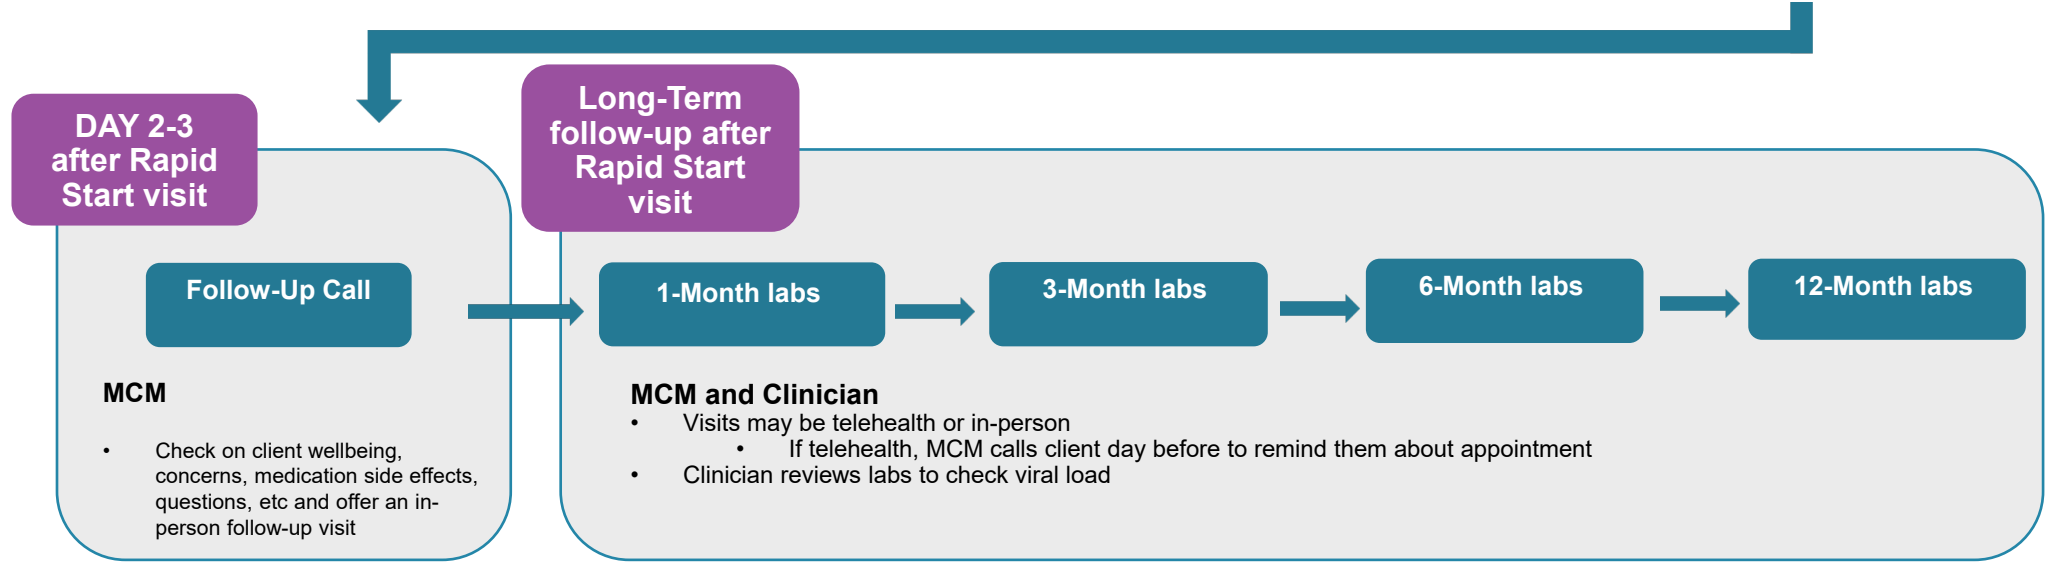 DAY 2-3
after Rapid
Start visit
Long-Term
follow-up after
Rapid Start
visit
Follow-Up Call
1-Month labs
3-Month labs
6-Month labs
12-Month labs
MCM
• Check on client wellbeing,
concerns, medication side effects,
questions, etc and offer an in-
person follow-up visit
MCM and Clinician
• Visits may be telehealth or in-person
• If telehealth, MCM calls client day before to remind them about appointment
• Clinician reviews labs to check viral load